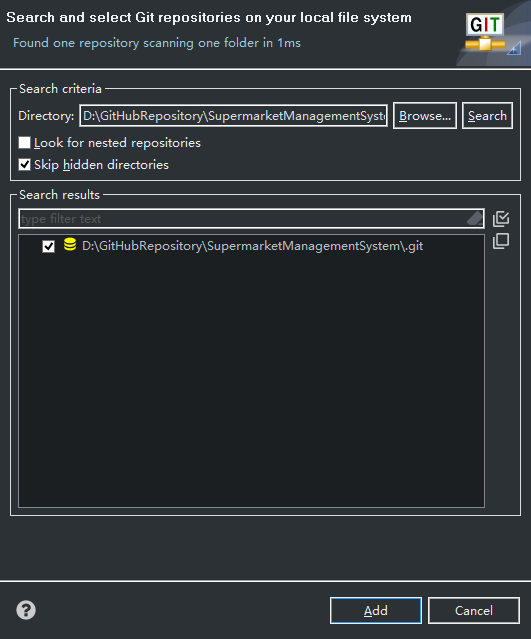 Search and select Git repositories on your local file system
Found one repository scanning one folder in 1ms
GIT
Search criteria
Directory: D:\GitHubRepository\SupermarketManagementSyst Browse... Search
Look for nested repositories
Skip hidden directories
Search results
type filter text
D:\GitHubRepository\SupermarketManagementSystem\.git
? Add Cancel